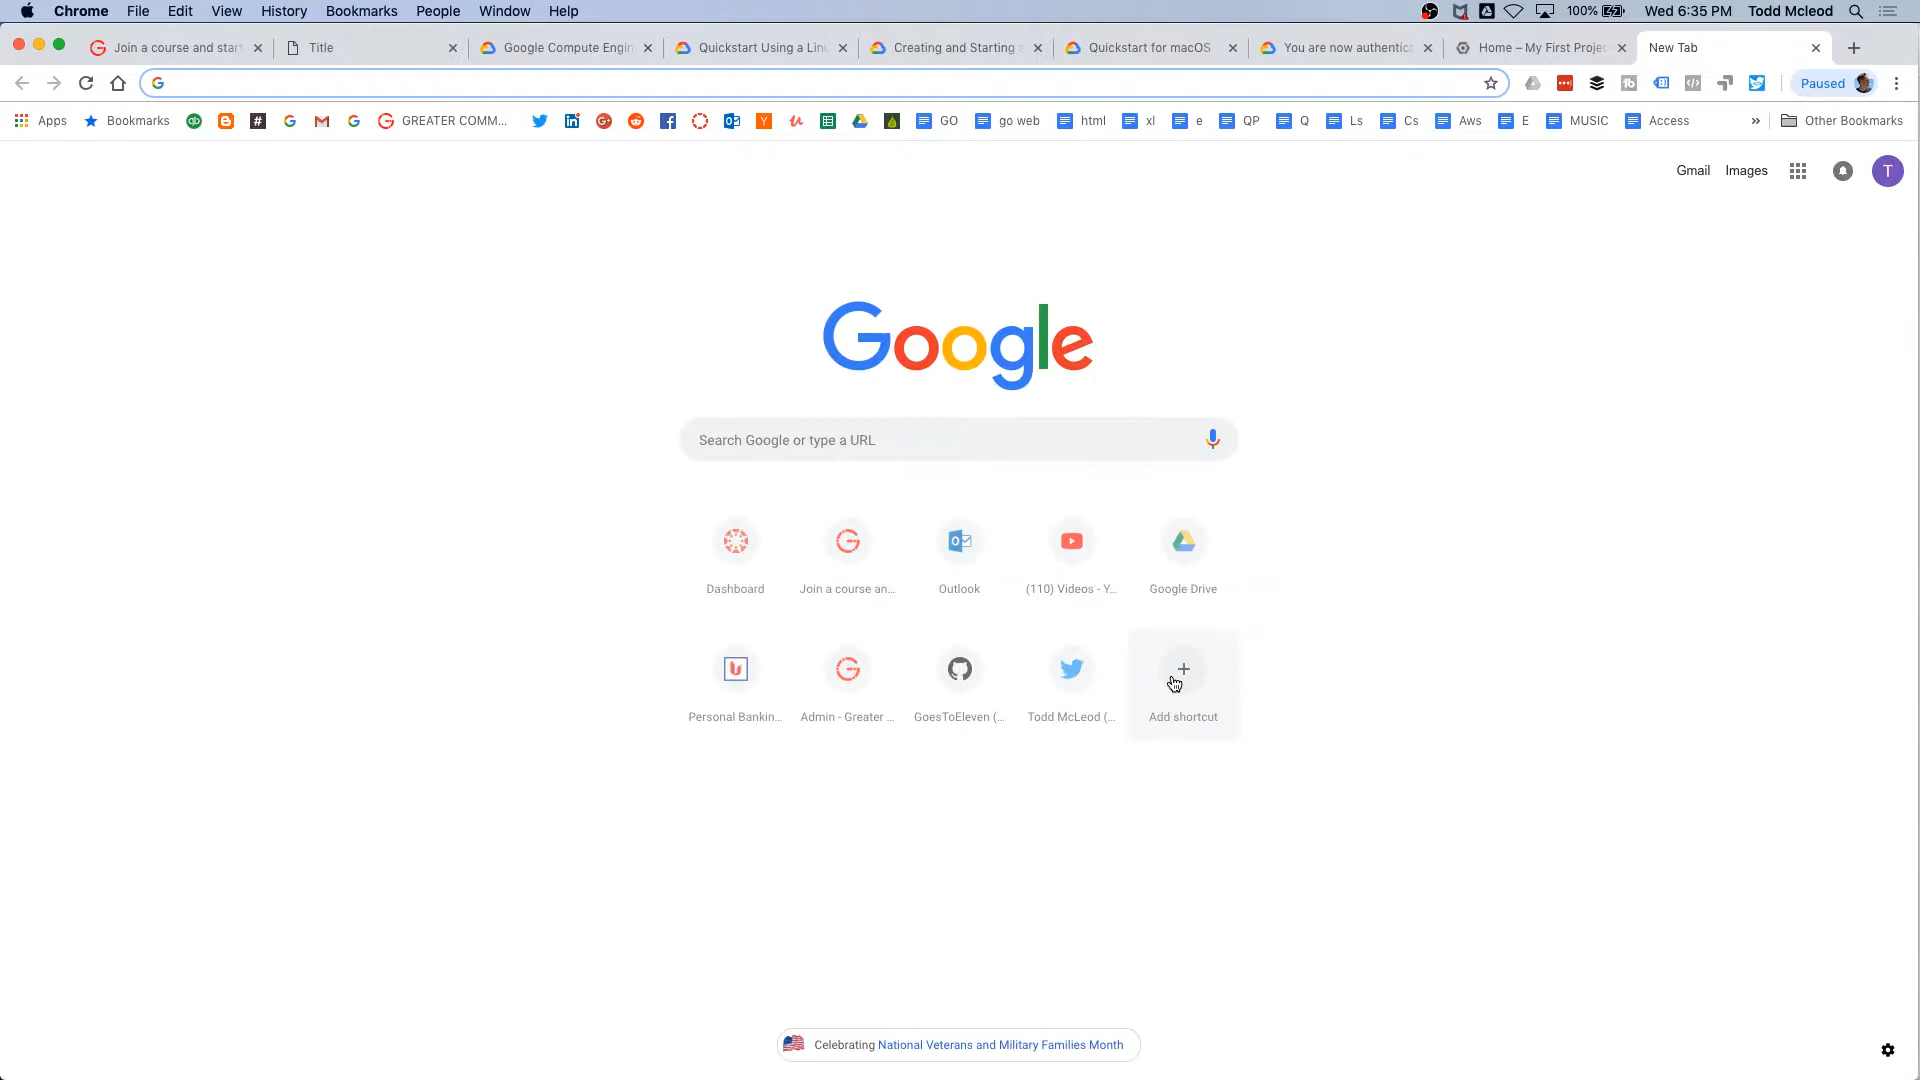 Chrome File Edit View History Bookmarks People Window Help 100% Wed 6:35 PM Todd Mcleod
Join a course and start Title Google Compute Engin Quickstart Using a Linu Creating and Starting a Quickstart for macOS You are now authentica Home – My First Projec New Tab
Paused
Apps Bookmarks GREATER COMM... GO go web html xl e QP Q Ls Cs Aws E MUSIC Access » Other Bookmarks
Gmail Images T
Google
Search Google or type a URL
Dashboard Join a course an... Outlook (110) Videos - Y... Google Drive
Personal Bankin... Admin - Greater ... GoesToEleven (... Todd McLeod (... Add shortcut
Celebrating National Veterans and Military Families Month